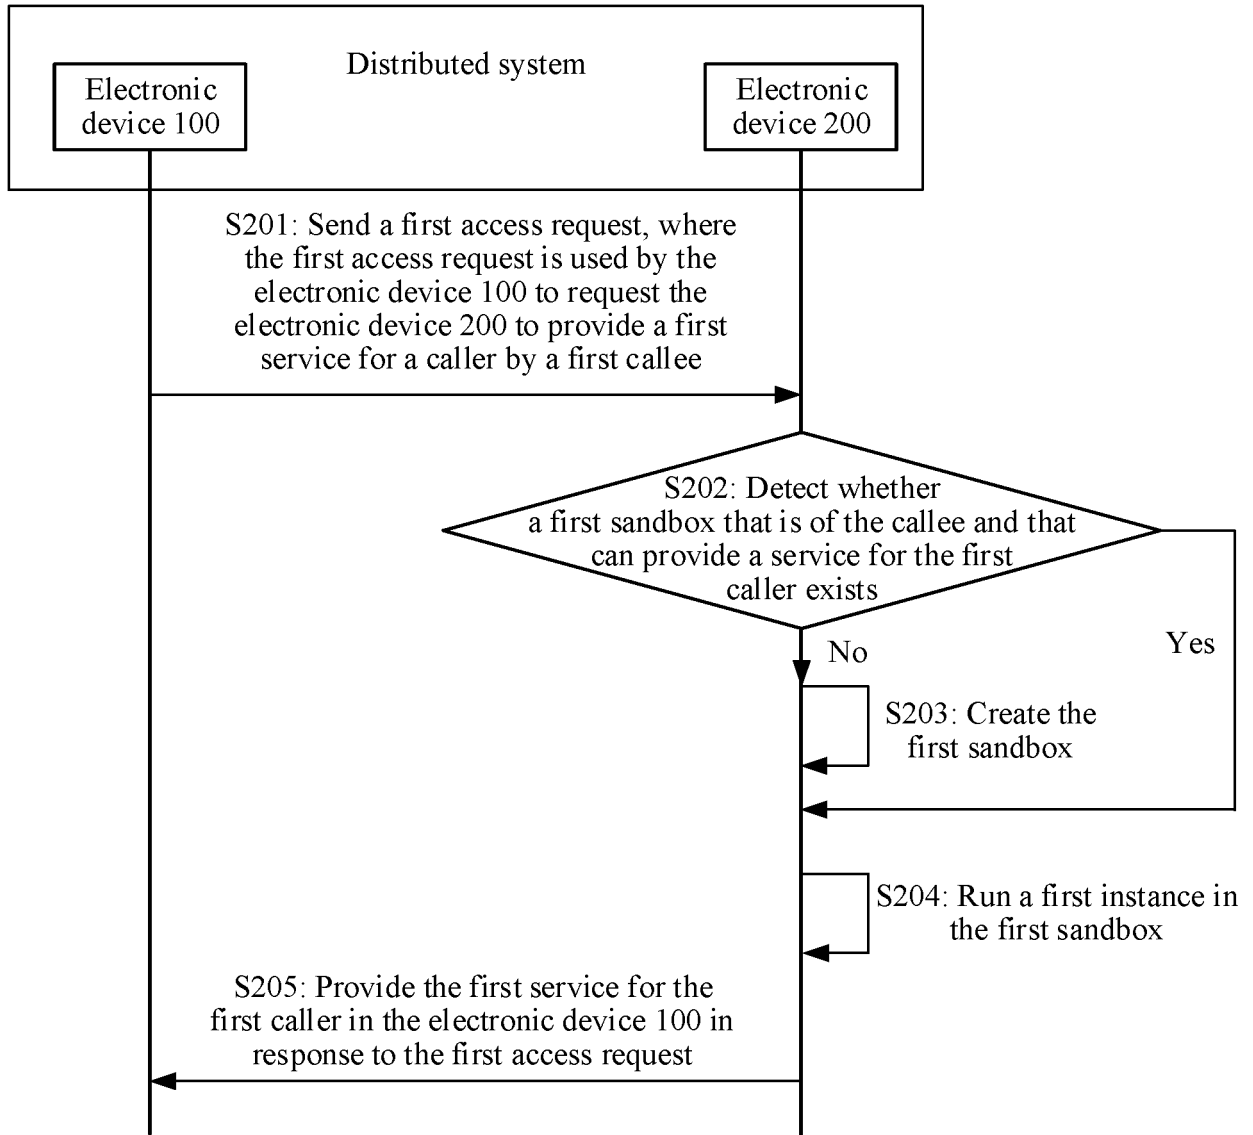 Distributed system
Electronic
device 100
Electronic
device 200
S201: Send a first access request, where
the first access request is used by the
electronic device 100 to request the
electronic device 200 to provide a first
service for a caller by a first callee
S202: Detect whether
a first sandbox that is of the callee and that
can provide a service for the first
caller exists
No
Yes
S203: Create the
first sandbox
S204: Run a first instance in
the first sandbox
S205: Provide the first service for the
first caller in the electronic device 100 in
response to the first access request